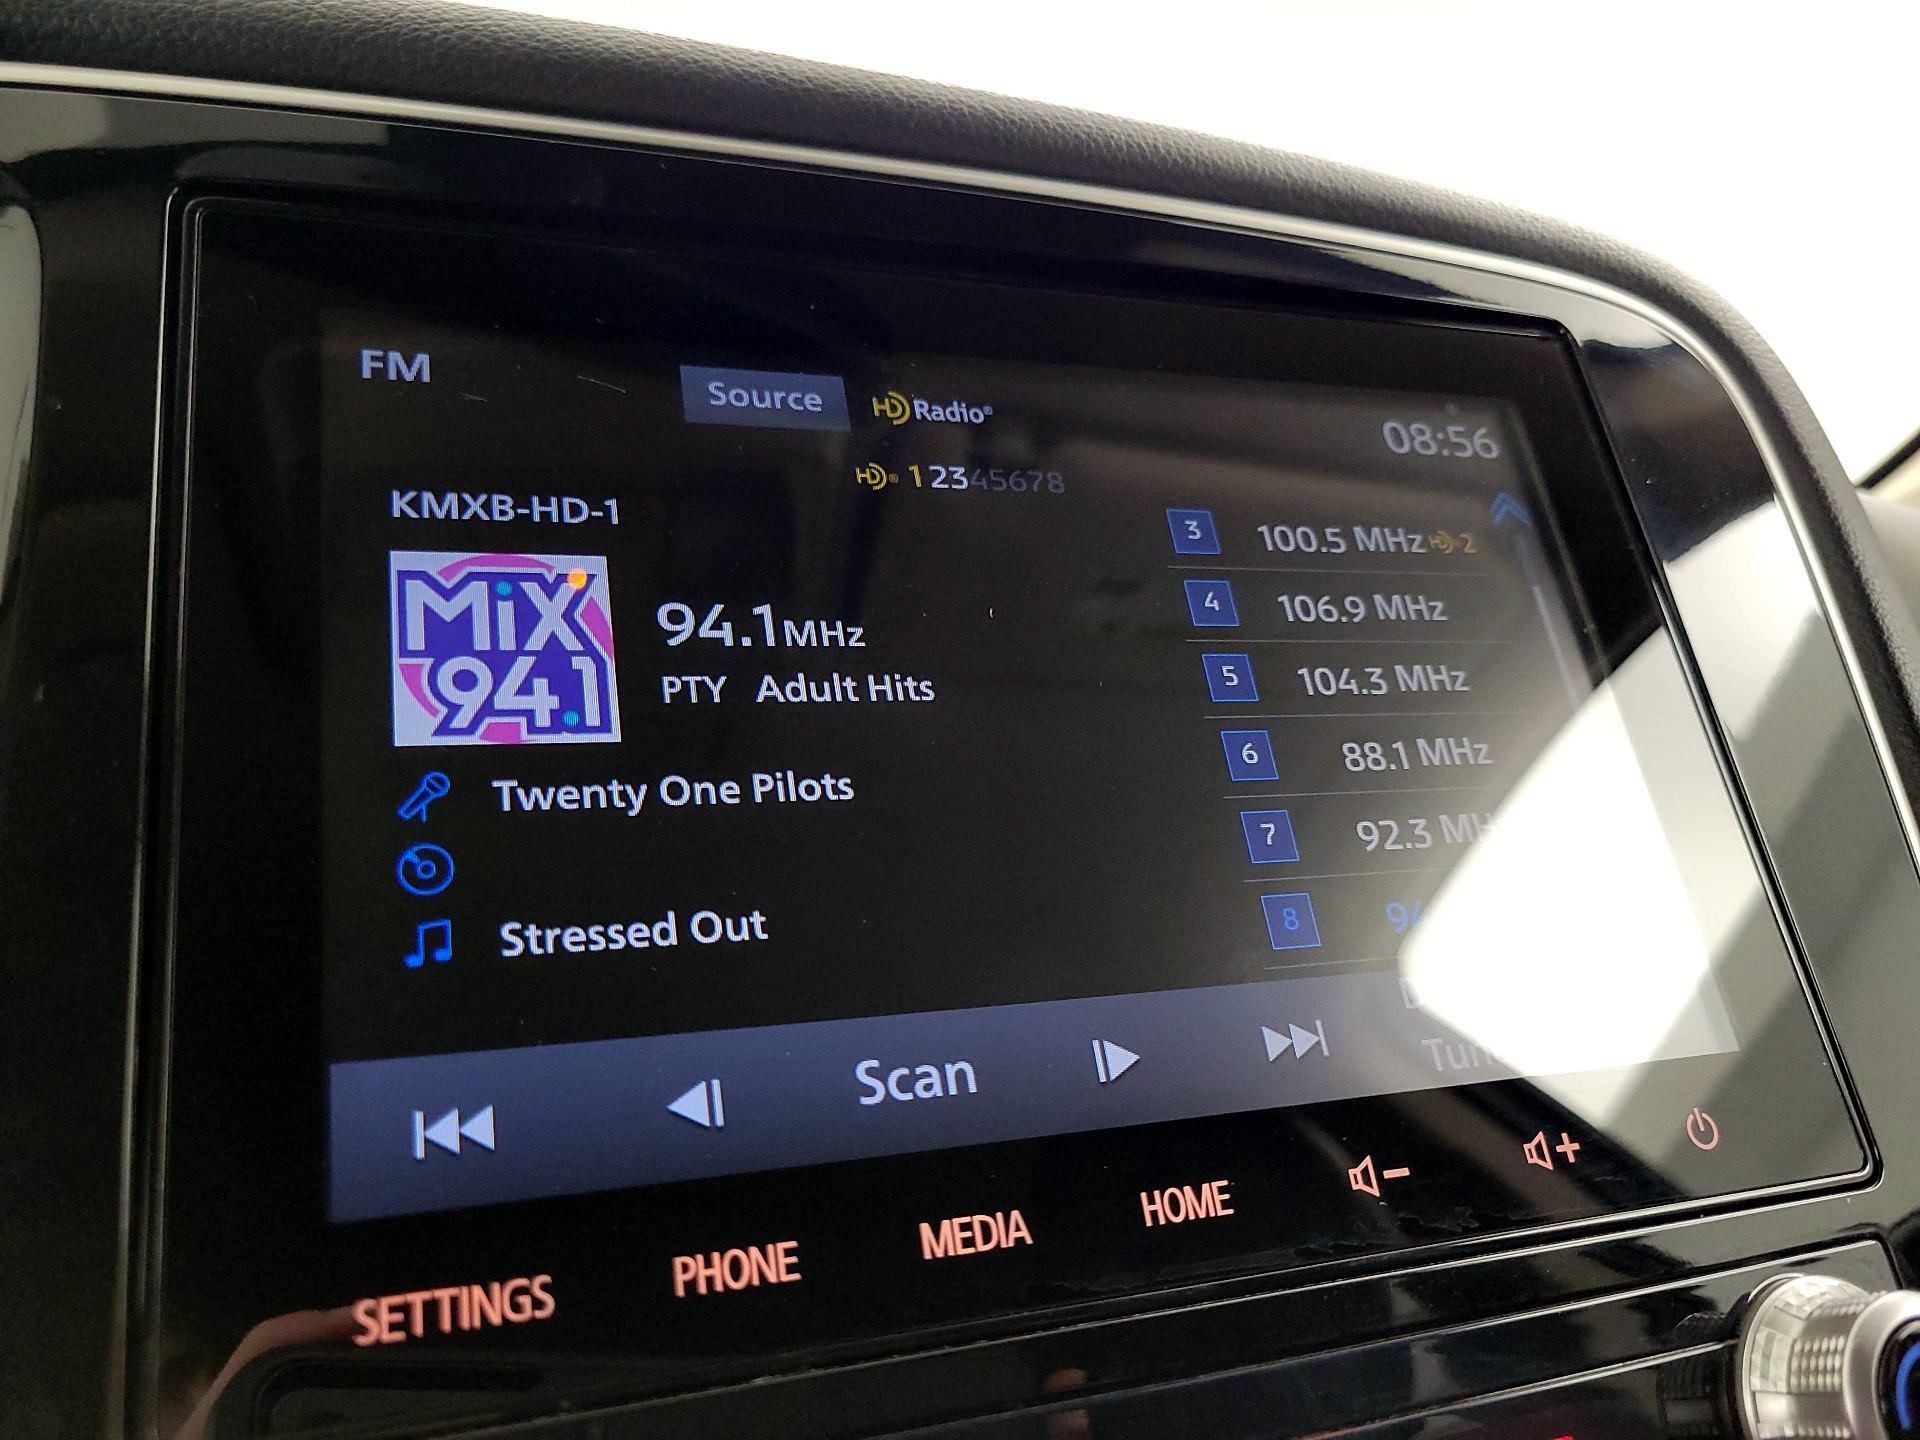 FM
Source
HD Radio®
08:56
HD® 12345678
KMXB-HD-1
MiX
94.1
94.1MHz
PTY Adult Hits
Twenty One Pilots
Stressed Out
3 100.5 MHz HD 2
4 106.9 MHz
5 104.3 MHz
6 88.1 MHz
7 92.3
8
Scan
SETTINGS
PHONE
MEDIA
HOME